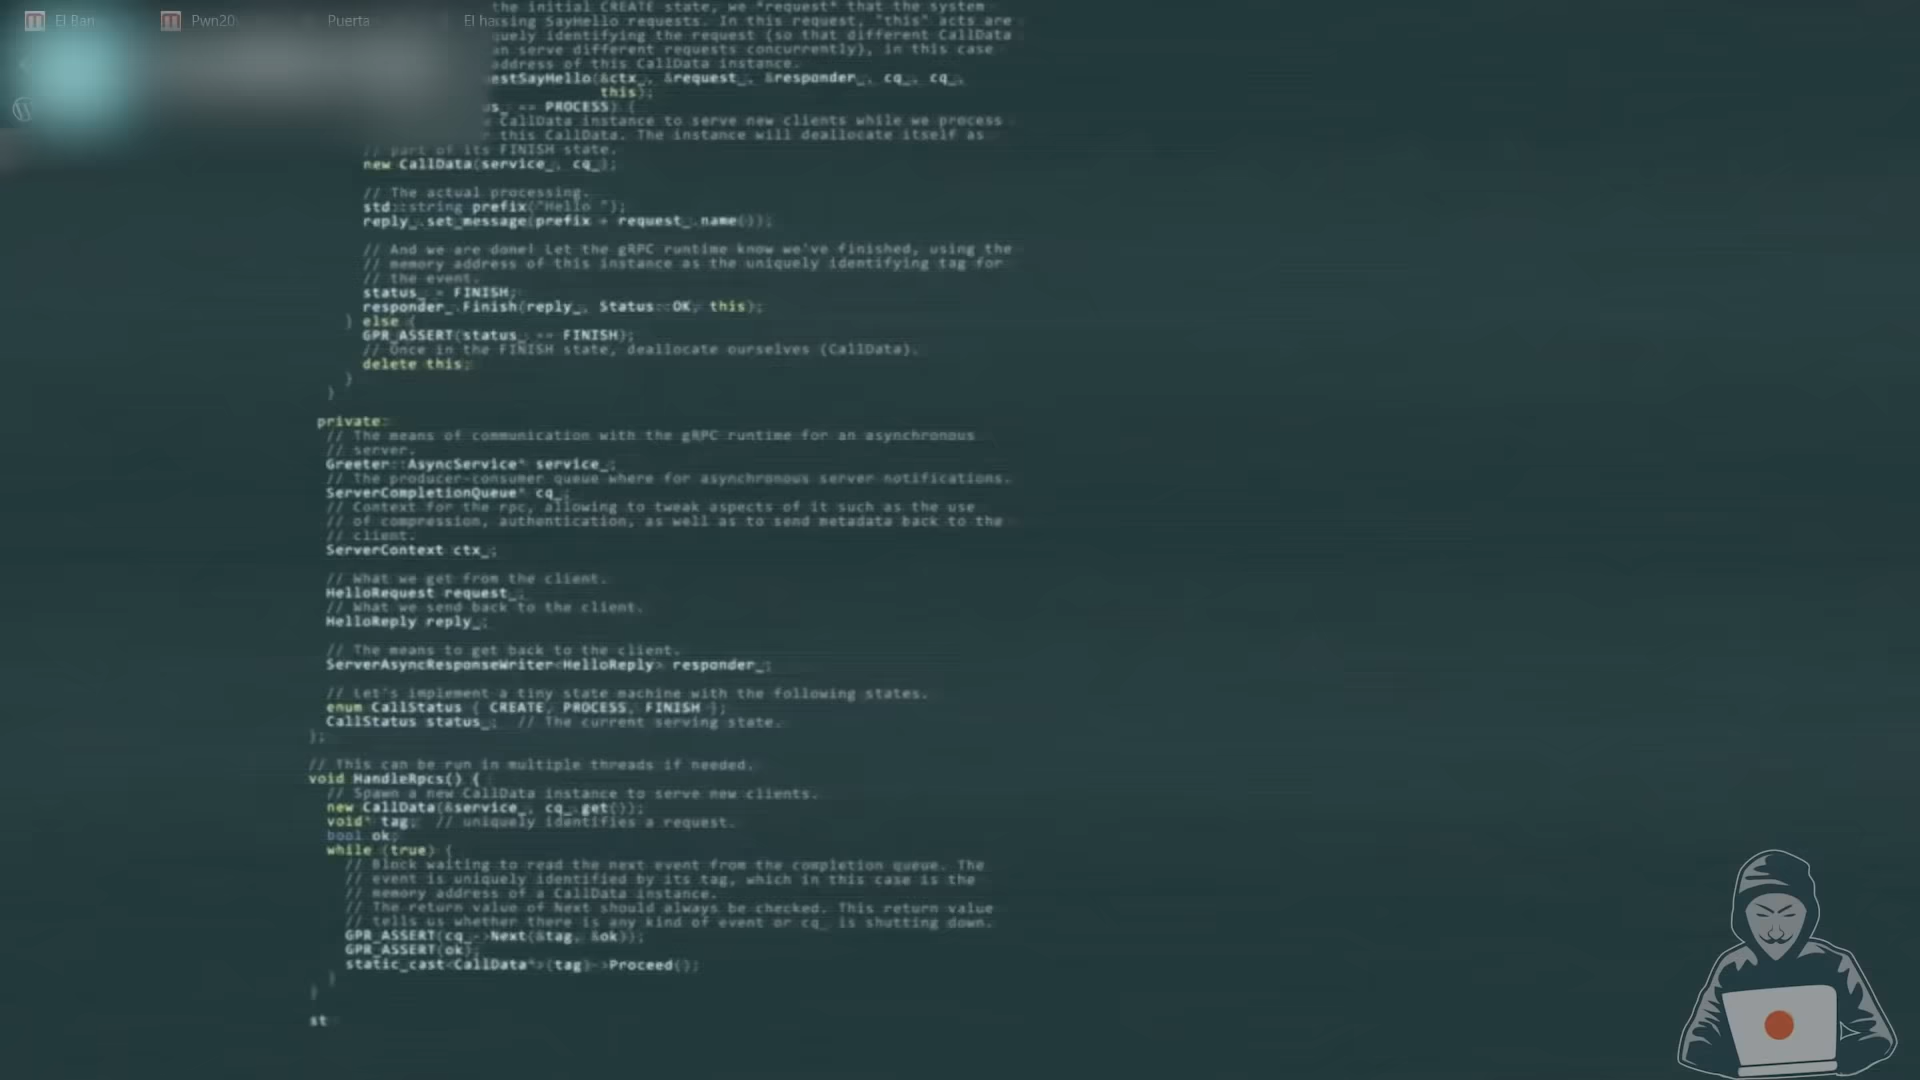 El Ban
Pwn20
Puerta
El ha
the initial CREATE state, we *request* that the system
sing SayHello requests. In this request, "this" acts are
quely identifying the request (so that different CallData
an serve different requests concurrently), in this case
address of this CallData instance.
estSayHello(&ctx_, &request_, &responder_, cq_, cq_,
this);
us_ == PROCESS) {
CallData instance to serve new clients while we process
r this CallData. The instance will deallocate itself as
// part of its FINISH state.
new CallData(service_, cq_);
// The actual processing.
std::string prefix("Hello ");
reply_.set_message(prefix + request_.name());
// And we are done! Let the gRPC runtime know we've finished, using the
// memory address of this instance as the uniquely identifying tag for
// the event.
status_ = FINISH;
responder_.Finish(reply_, Status::OK, this);
} else {
GPR_ASSERT(status_ == FINISH);
// Once in the FINISH state, deallocate ourselves (CallData).
delete this;
}
}
private:
// The means of communication with the gRPC runtime for an asynchronous
// server.
Greeter::AsyncService* service_;
// The producer-consumer queue where for asynchronous server notifications.
ServerCompletionQueue* cq_;
// Context for the rpc, allowing to tweak aspects of it such as the use
// of compression, authentication, as well as to send metadata back to the
// client.
ServerContext ctx_;
// What we get from the client.
HelloRequest request_;
// What we send back to the client.
HelloReply reply_;
// The means to get back to the client.
ServerAsyncResponseWriter<HelloReply> responder_;
// Let's implement a tiny state machine with the following states.
enum CallStatus { CREATE, PROCESS, FINISH };
CallStatus status_; // The current serving state.
};
// This can be run in multiple threads if needed.
void HandleRpcs() {
// Spawn a new CallData instance to serve new clients.
new CallData(&service_, cq_.get());
void* tag; // uniquely identifies a request.
bool ok;
while (true) {
// Block waiting to read the next event from the completion queue. The
// event is uniquely identified by its tag, which in this case is the
// memory address of a CallData instance.
// The return value of Next should always be checked. This return value
// tells us whether there is any kind of event or cq_ is shutting down.
GPR_ASSERT(cq_->Next(&tag, &ok));
GPR_ASSERT(ok);
static_cast<CallData*>(tag)->Proceed();
}
}
st